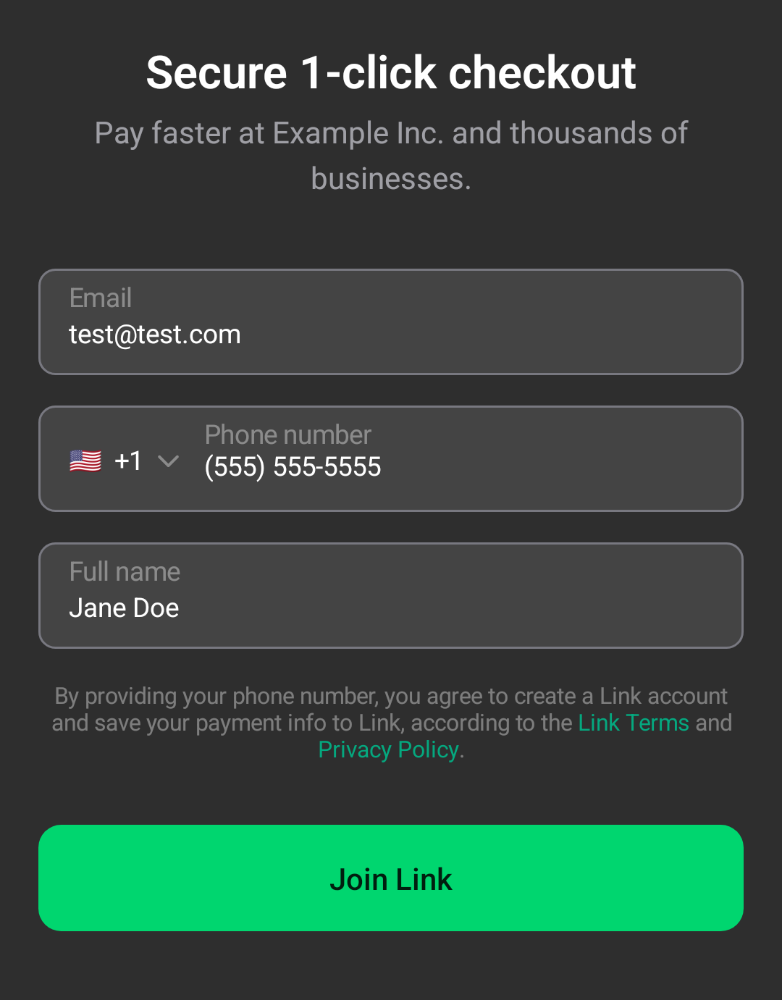 Secure 1-click checkout
Pay faster at Example Inc. and thousands of
businesses.
Email
test@test.com
Phone number
+1 (555) 555-5555
Full name
Jane Doe
By providing your phone number, you agree to create a Link account
and save your payment info to Link, according to the Link Terms and
Privacy Policy.
Join Link